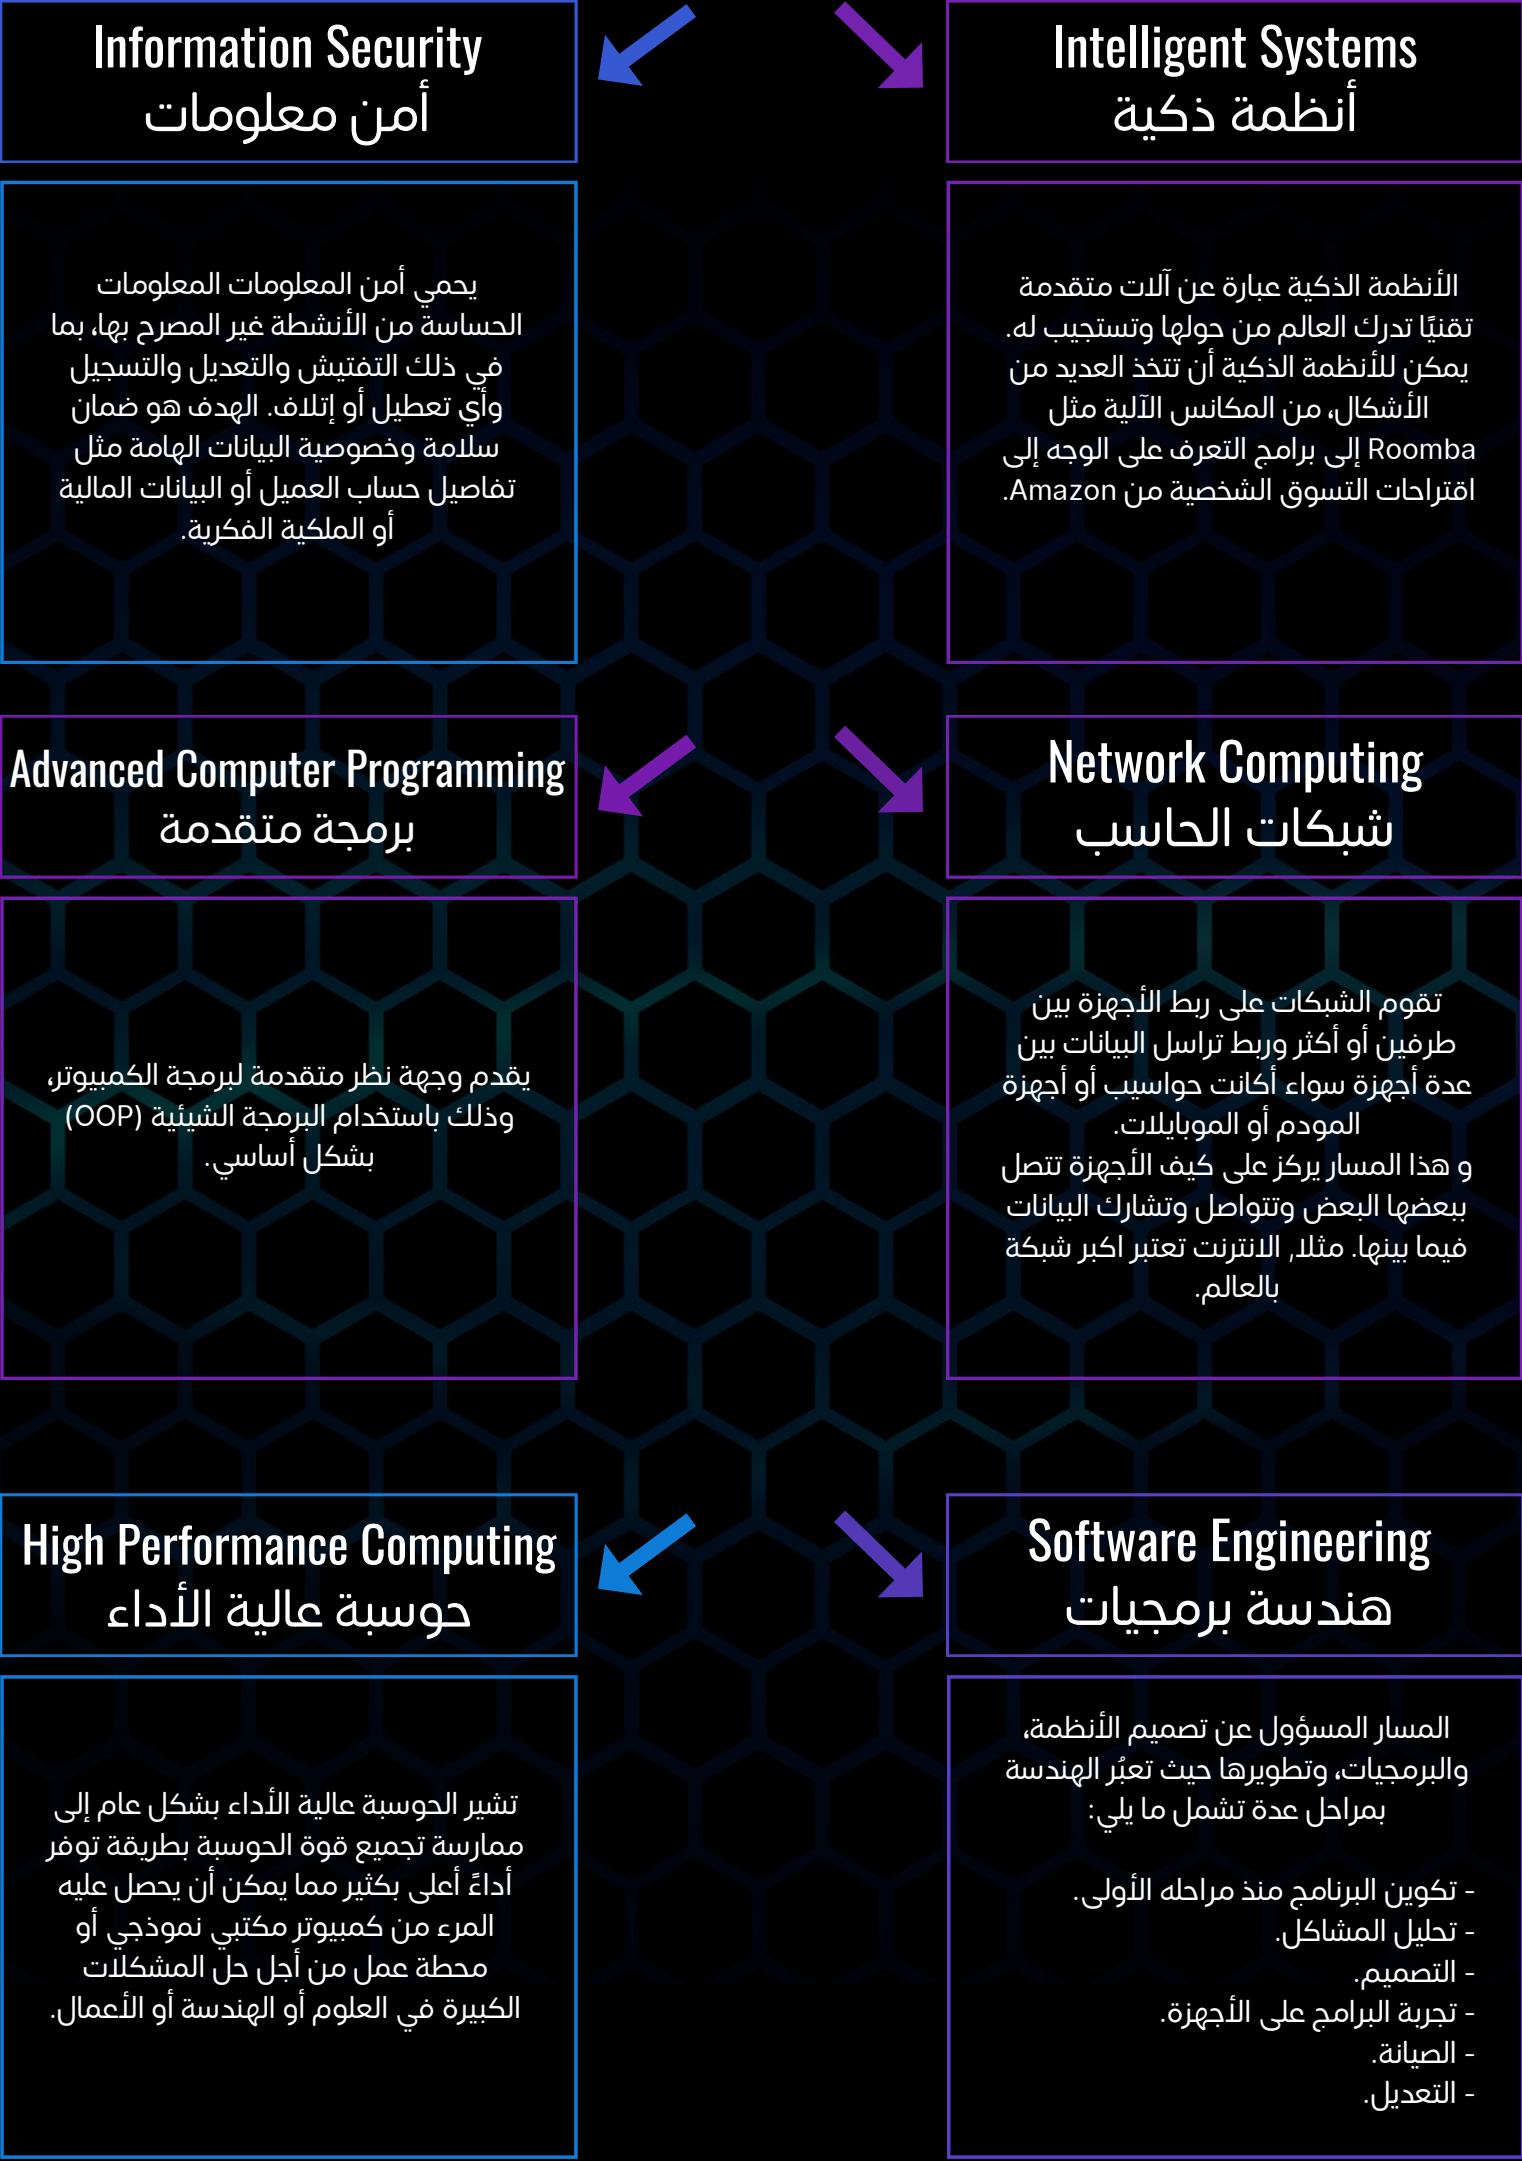 Intelligent Systems
أنظمة ذكية
الأنظمة الذكية عبارة عن آلات متقدمة
تقنيًا تدرك العالم من حولها وتستجيب له.
يمكن للأنظمة الذكية أن تتخذ العديد من
الأشكال، من المكانس الآلية مثل
Roomba إلى برامج التعرف على الوجه إلى
اقتراحات التسوق الشخصية من Amazon.
Information Security
أمن معلومات
يحمي أمن المعلومات المعلومات
الحساسة من الأنشطة غير المصرح بها، بما
في ذلك التفتيش والتعديل والتسجيل
وأي تعطيل أو إتلاف. الهدف هو ضمان
سلامة وخصوصية البيانات الهامة مثل
تفاصيل حساب العميل أو البيانات المالية
أو الملكية الفكرية.
Network Computing
شبكات الحاسب
تقوم الشبكات على ربط الأجهزة بين
طرفين أو أكثر وربط تراسل البيانات بين
عدة أجهزة سواء أكانت حواسيب أو أجهزة
المودم أو الموبايلات.
و هذا المسار يركز على كيف الأجهزة تتصل
ببعضها البعض وتتواصل وتشارك البيانات
فيما بينها. مثلا, الانترنت تعتبر اكبر شبكة
بالعالم.
Advanced Computer Programming
برمجة متقدمة
يقدم وجهة نظر متقدمة لبرمجة الكمبيوتر،
وذلك باستخدام البرمجة الشيئية (OOP)
بشكل أساسي.
Software Engineering
هندسة برمجيات
المسار المسؤول عن تصميم الأنظمة،
والبرمجيات، وتطويرها حيث تعبُر الهندسة
بمراحل عدة تشمل ما يلي:
- تكوين البرنامج منذ مراحله الأولى.
- تحليل المشاكل.
- التصميم.
- تجربة البرامج على الأجهزة.
- الصيانة.
- التعديل.
High Performance Computing
حوسبة عالية الأداء
تشير الحوسبة عالية الأداء بشكل عام إلى
ممارسة تجميع قوة الحوسبة بطريقة توفر
أداءً أعلى بكثير مما يمكن أن يحصل عليه
المرء من كمبيوتر مكتبي نموذجي أو
محطة عمل من أجل حل المشكلات
الكبيرة في العلوم أو الهندسة أو الأعمال.